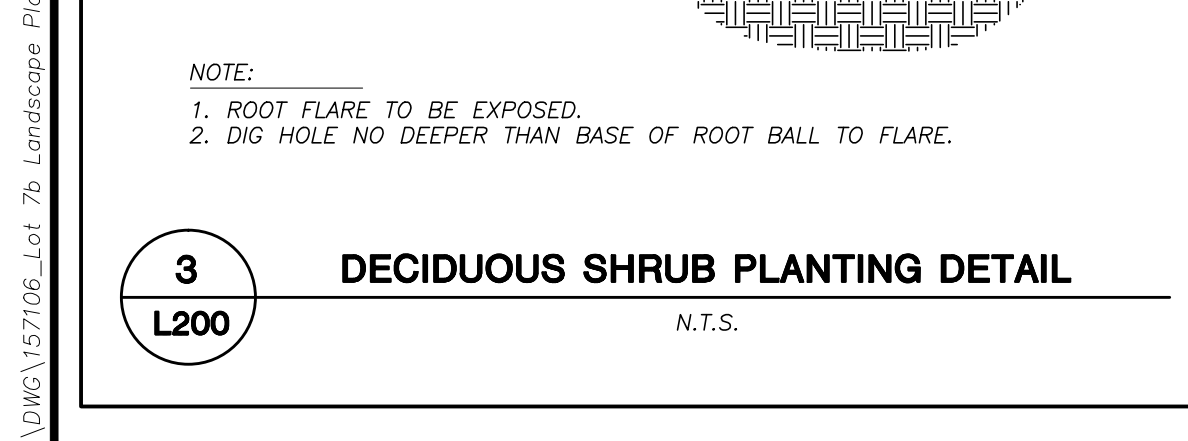 NOTE:
1. ROOT FLARE TO BE EXPOSED.
2. DIG HOLE NO DEEPER THAN BASE OF ROOT BALL TO FLARE.
3
L200
DECIDUOUS SHRUB PLANTING DETAIL
N.T.S.
\DWG\157106_Lot 7b Landscape